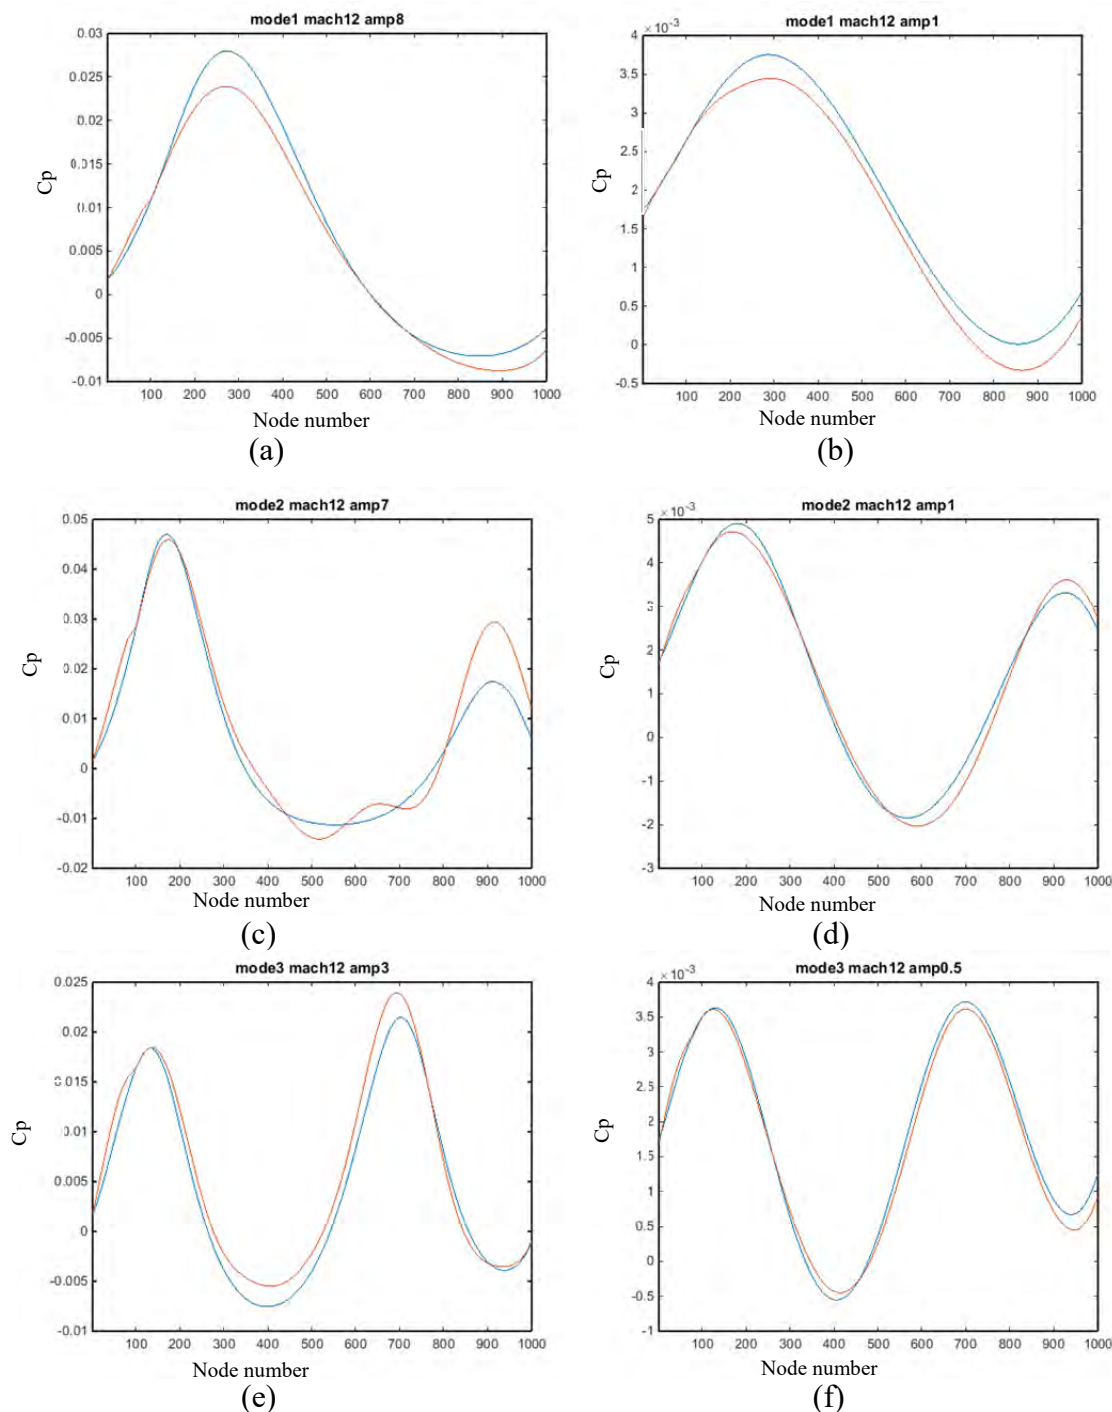 mode1 mach12 amp8
0.03
0.025
0.02
0.015
0.01
0.005
0
-0.005
-0.01
Cp
100 200 300 400 500 600 700 800 900 1000
Node number
(a)
mode1 mach12 amp1
×10⁻³
4
3.5
3
2.5
2
1.5
1
0.5
0
-0.5
Cp
100 200 300 400 500 600 700 800 900 1000
Node number
(b)
mode2 mach12 amp7
0.05
0.04
0.03
0.02
0.01
0
-0.01
-0.02
Cp
100 200 300 400 500 600 700 800 900 1000
Node number
(c)
mode2 mach12 amp1
×10⁻³
5
4
3
2
1
0
-1
-2
-3
Cp
100 200 300 400 500 600 700 800 900 1000
Node number
(d)
mode3 mach12 amp3
0.025
0.02
0.015
0.01
0.005
0
-0.005
-0.01
Cp
100 200 300 400 500 600 700 800 900 1000
Node number
(e)
mode3 mach12 amp0.5
×10⁻³
4
3.5
3
2.5
2
1.5
1
0.5
0
-0.5
-1
Cp
100 200 300 400 500 600 700 800 900 1000
Node number
(f)